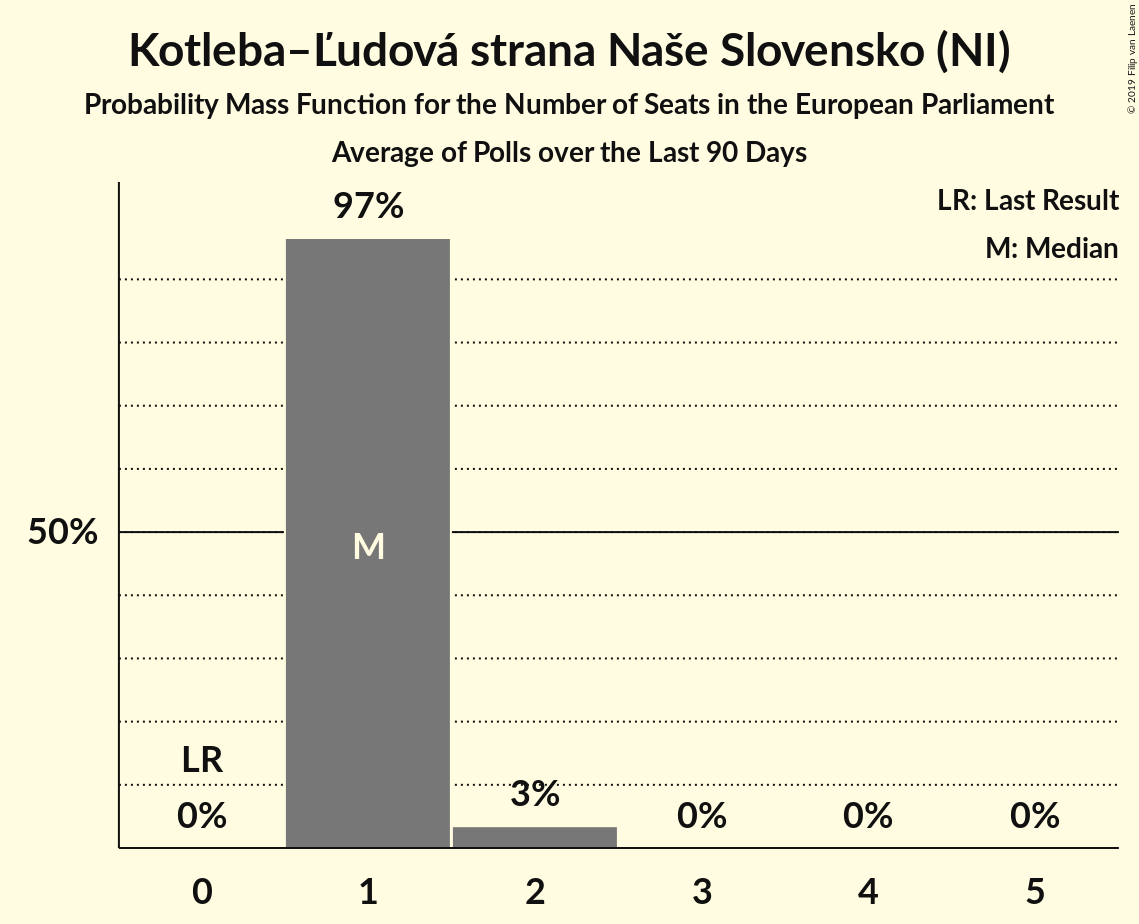 Kotleba–Ľudová strana Naše Slovensko (NI)
Probability Mass Function for the Number of Seats in the European Parliament
Average of Polls over the Last 90 Days
© 2019 Filip van Laenen
LR: Last Result
M: Median
97%
50%
M
LR
0%
3%
0%
0%
0%
0
1
2
3
4
5